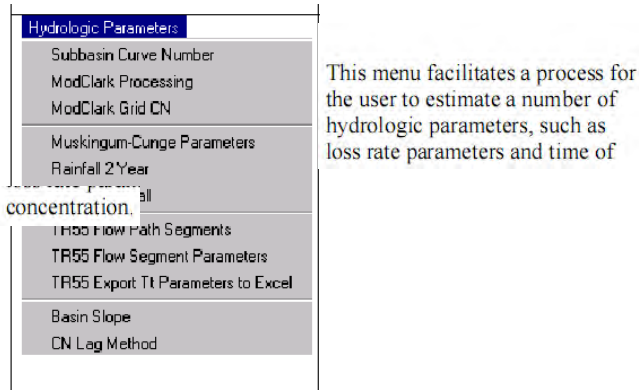 Hydrologic Parameters
Subbasin Curve Number
ModClark Processing
ModClark Grid CN
Muskingum-Cunge Parameters
Rainfall 2 Year
all
TR55 Flow Path Segments
TR55 Flow Segment Parameters
TR55 Export Tt Parameters to Excel
Basin Slope
CN Lag Method
This menu facilitates a process for
the user to estimate a number of
hydrologic parameters, such as
loss rate parameters and time of
concentration.